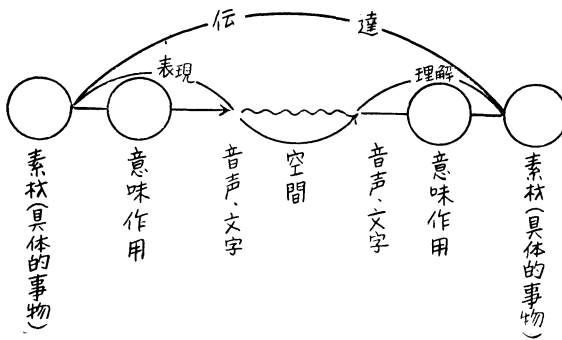 伝達
表現
理解
素材(具体的事物)
意味作用
音声、文字
空間
音声、文字
意味作用
素材(具体的事物)